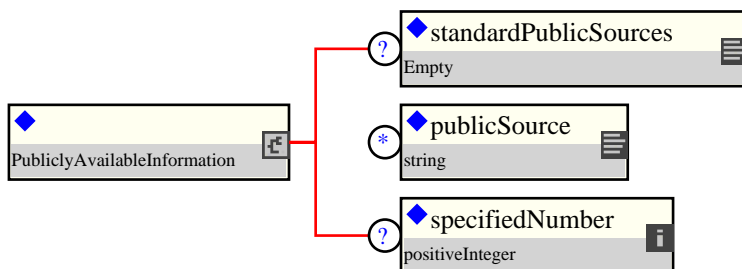 ? standardPublicSources
Empty
PubliclyAvailableInformation
* publicSource
string
? specifiedNumber
positiveInteger